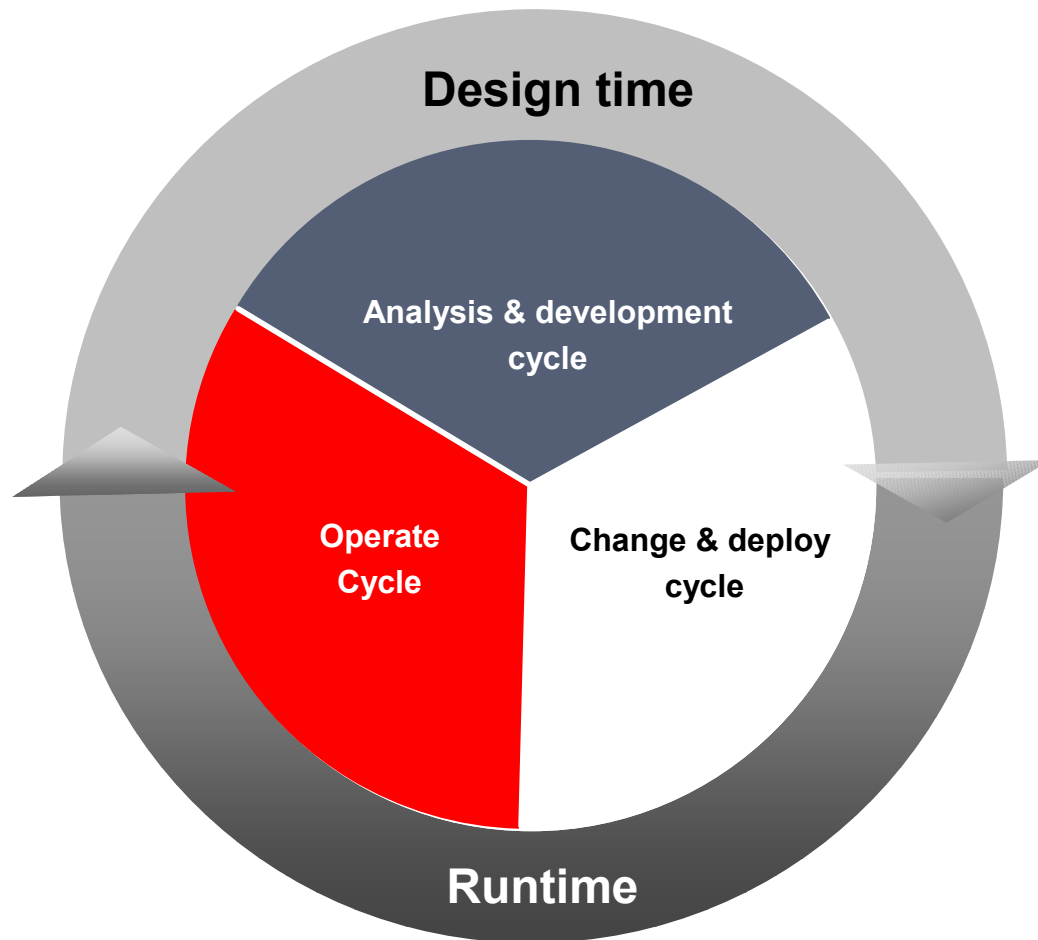 Design time
Analysis & development
cycle
Operate
Cycle
Change & deploy
cycle
Runtime